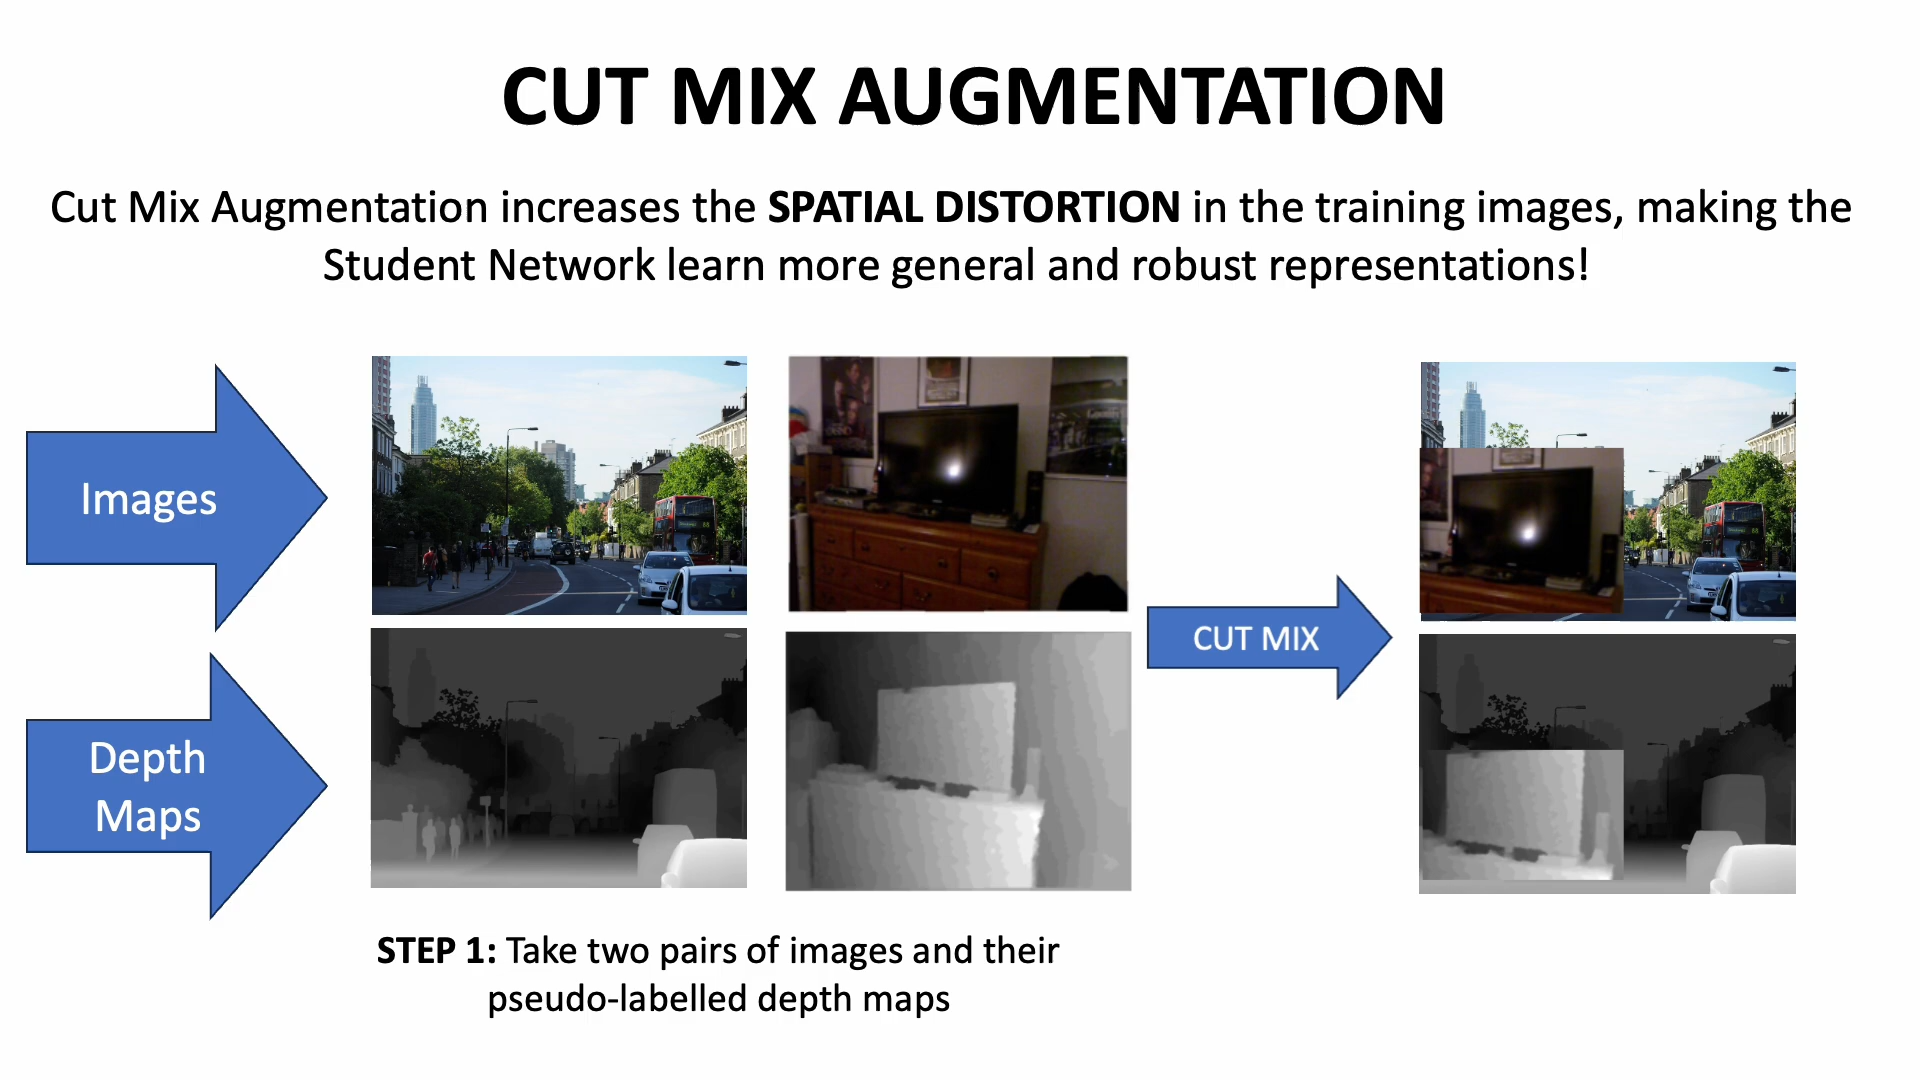 CUT MIX AUGMENTATION
Cut Mix Augmentation increases the SPATIAL DISTORTION in the training images, making the
Student Network learn more general and robust representations!
Images
Depth
Maps
CUT MIX
STEP 1: Take two pairs of images and their
pseudo-labelled depth maps